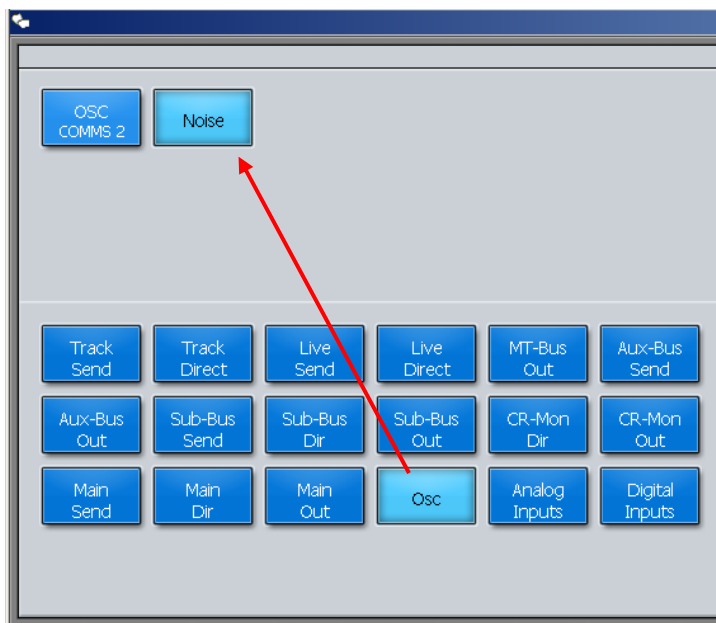 OSC
COMMS 2
Noise
Track
Send
Track
Direct
Live
Send
Live
Direct
MT-Bus
Out
Aux-Bus
Send
Aux-Bus
Out
Sub-Bus
Send
Sub-Bus
Dir
Sub-Bus
Out
CR-Mon
Dir
CR-Mon
Out
Main
Send
Main
Dir
Main
Out
Osc
Analog
Inputs
Digital
Inputs